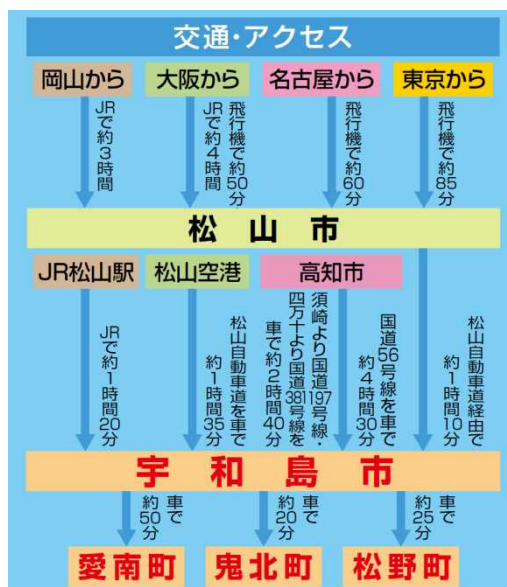 交通・アクセス
岡山から
大阪から
名古屋から
東京から
JRで約3時間
飛行機で約50分
JRで約4時間
飛行機で約60分
飛行機で約85分
松山市
JR松山駅
松山空港
高知市
JRで約1時間20分
松山自動車道を車で
約1時間35分
須崎より国道197号線・
四万十より国道381号線を
車で約2時間40分
国道56号線を車で
約4時間30分
松山自動車道経由で
約1時間10分
宇和島市
車で
約50分
車で
約20分
車で
約25分
愛南町
鬼北町
松野町